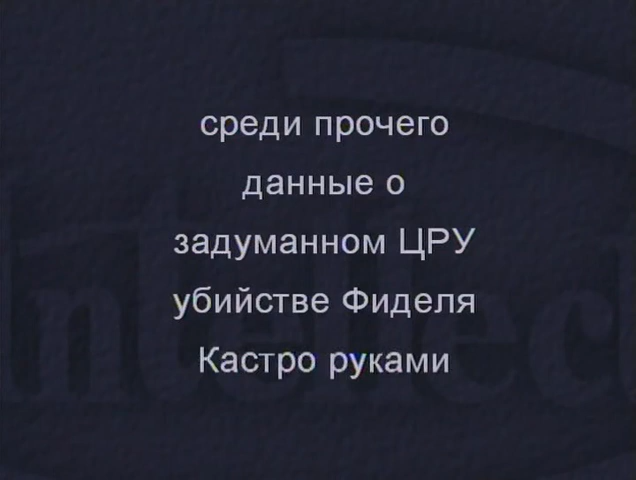 среди прочего
данные о
задуманном ЦРУ
убийстве Фиделя
Кастро руками